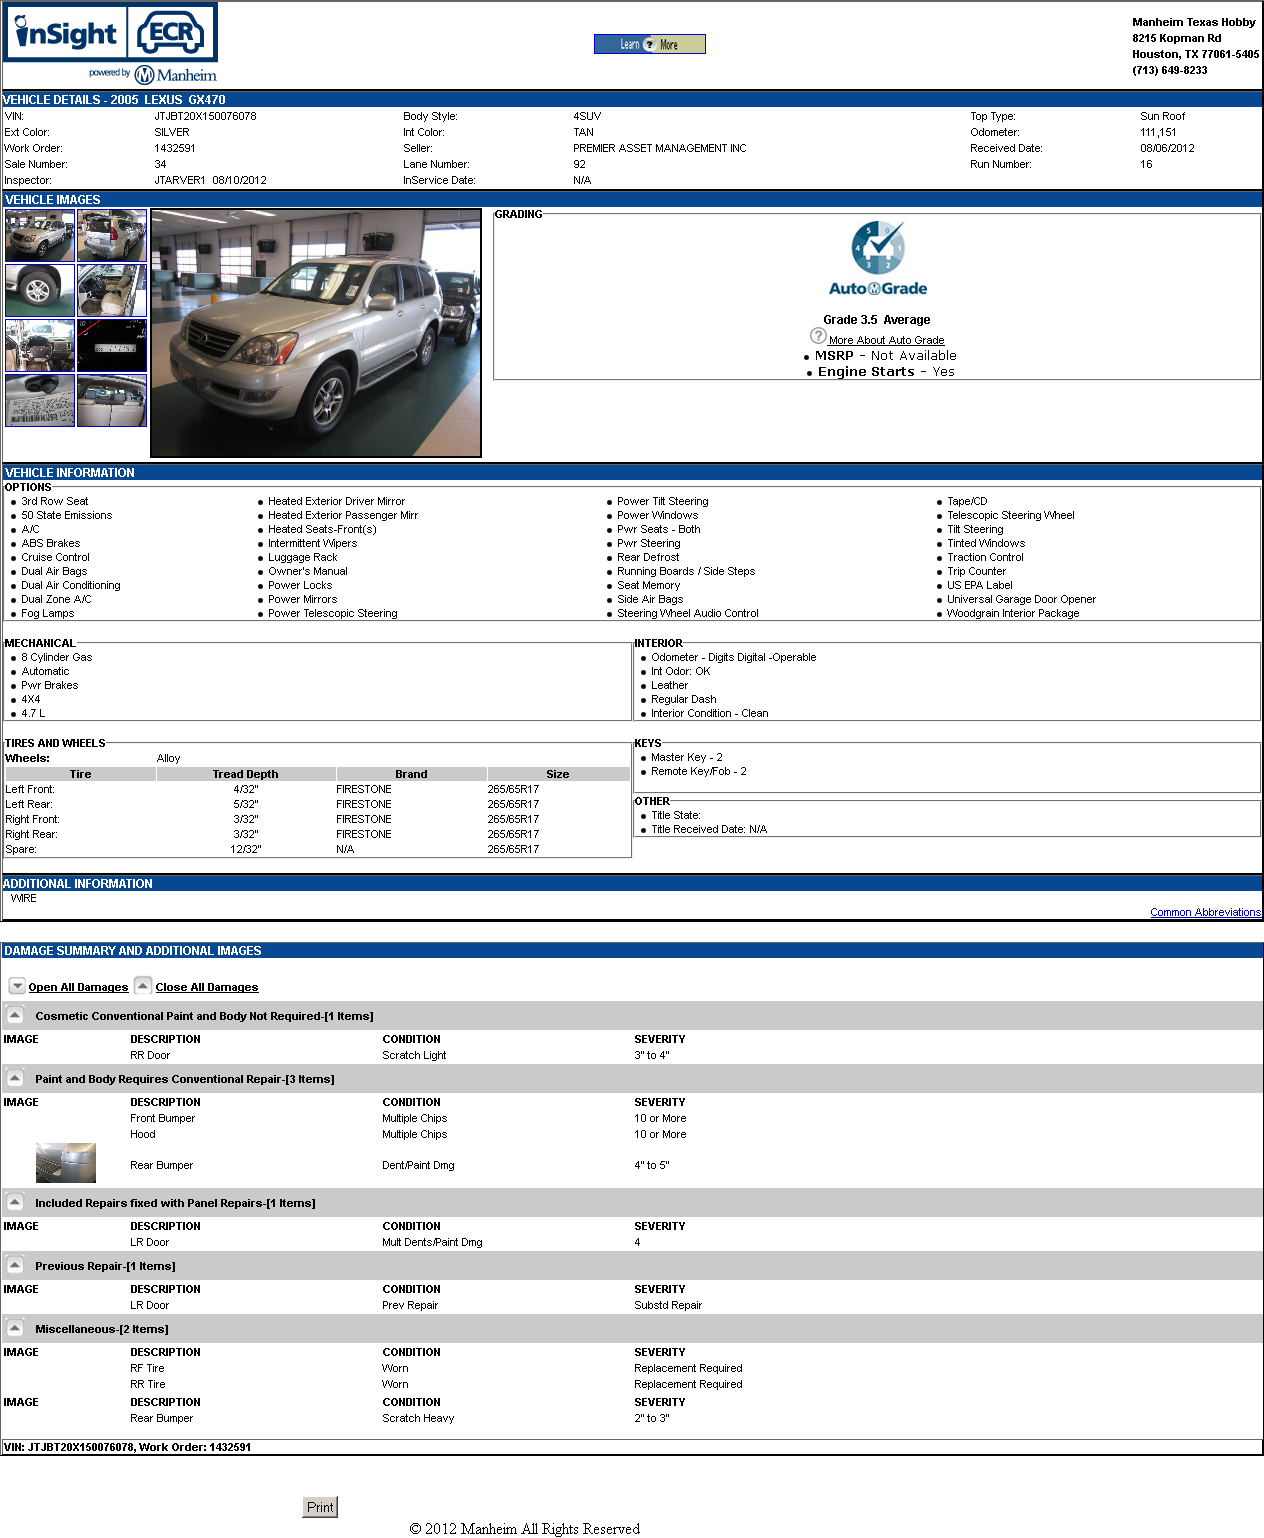 inSight ECR
powered by Manheim
Learn ? More
Manheim Texas Hobby
8215 Kopman Rd
Houston, TX 77061-5405
(713) 649-8233
VEHICLE DETAILS - 2005 LEXUS GX470
VIN: JTJBT20X150076078 Body Style: 4SUV Top Type: Sun Roof
Ext Color: SILVER Int Color: TAN Odometer: 111,151
Work Order: 1432591 Seller: PREMIER ASSET MANAGEMENT INC Received Date: 08/06/2012
Sale Number: 34 Lane Number: 92 Run Number: 16
Inspector: JTARVER1 08/10/2012 InService Date: N/A
VEHICLE IMAGES
GRADING
AutoGrade
Grade 3.5 Average
? More About Auto Grade
MSRP - Not Available
Engine Starts - Yes
VEHICLE INFORMATION
OPTIONS
3rd Row Seat Heated Exterior Driver Mirror Power Tilt Steering Tape/CD
50 State Emissions Heated Exterior Passenger Mirr Power Windows Telescopic Steering Wheel
A/C Heated Seats-Front(s) Pwr Seats - Both Tilt Steering
ABS Brakes Intermittent Wipers Pwr Steering Tinted Windows
Cruise Control Luggage Rack Rear Defrost Traction Control
Dual Air Bags Owner's Manual Running Boards / Side Steps Trip Counter
Dual Air Conditioning Power Locks Seat Memory US EPA Label
Dual Zone A/C Power Mirrors Side Air Bags Universal Garage Door Opener
Fog Lamps Power Telescopic Steering Steering Wheel Audio Control Woodgrain Interior Package
MECHANICAL
8 Cylinder Gas
Automatic
Pwr Brakes
4X4
4.7 L
INTERIOR
Odometer - Digits Digital -Operable
Int Odor: OK
Leather
Regular Dash
Interior Condition - Clean
TIRES AND WHEELS
Wheels: Alloy
Tire Tread Depth Brand Size
Left Front: 4/32" FIRESTONE 265/65R17
Left Rear: 5/32" FIRESTONE 265/65R17
Right Front: 3/32" FIRESTONE 265/65R17
Right Rear: 3/32" FIRESTONE 265/65R17
Spare: 12/32" N/A 265/65R17
KEYS
Master Key - 2
Remote Key/Fob - 2
OTHER
Title State:
Title Received Date: N/A
ADDITIONAL INFORMATION
WIRE
Common Abbreviations
DAMAGE SUMMARY AND ADDITIONAL IMAGES
Open All Damages Close All Damages
Cosmetic Conventional Paint and Body Not Required-[1 Items]
IMAGE DESCRIPTION CONDITION SEVERITY
RR Door Scratch Light 3" to 4"
Paint and Body Requires Conventional Repair-[3 Items]
IMAGE DESCRIPTION CONDITION SEVERITY
Front Bumper Multiple Chips 10 or More
Hood Multiple Chips 10 or More
Rear Bumper Dent/Paint Dmg 4" to 5"
Included Repairs fixed with Panel Repairs-[1 Items]
IMAGE DESCRIPTION CONDITION SEVERITY
LR Door Mult Dents/Paint Dmg 4
Previous Repair-[1 Items]
IMAGE DESCRIPTION CONDITION SEVERITY
LR Door Prev Repair Substd Repair
Miscellaneous-[2 Items]
IMAGE DESCRIPTION CONDITION SEVERITY
RF Tire Worn Replacement Required
RR Tire Worn Replacement Required
IMAGE DESCRIPTION CONDITION SEVERITY
Rear Bumper Scratch Heavy 2" to 3"
VIN: JTJBT20X150076078, Work Order: 1432591
Print
© 2012 Manheim All Rights Reserved